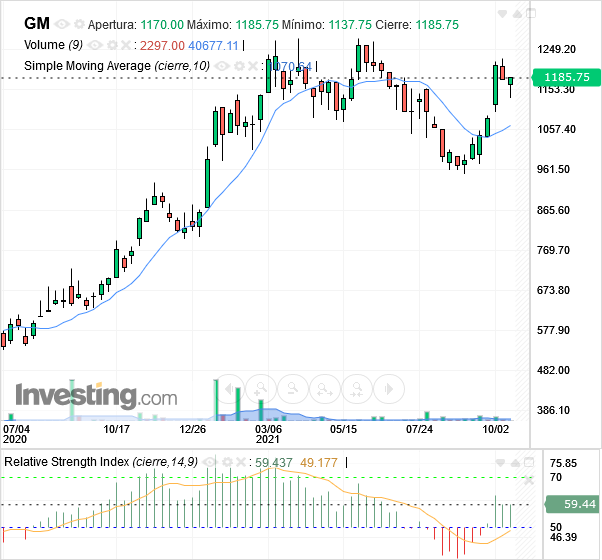 GM Apertura: 1170.00 Máximo: 1185.75 Mínimo: 1137.75 Cierre: 1185.75
Volume (9) : 2297.00 40677.11
Simple Moving Average (cierre,10) : 1070.64
1249.20
1185.75
1153.30
1057.40
961.50
865.60
769.70
673.80
577.90
482.00
386.10
Investing.com
07/04 10/17 12/26 03/06 05/15 07/24 10/02
2020 2021
Relative Strength Index (cierre,14,9) : 59.437 49.177
75.85
70
59.44
50
46.39